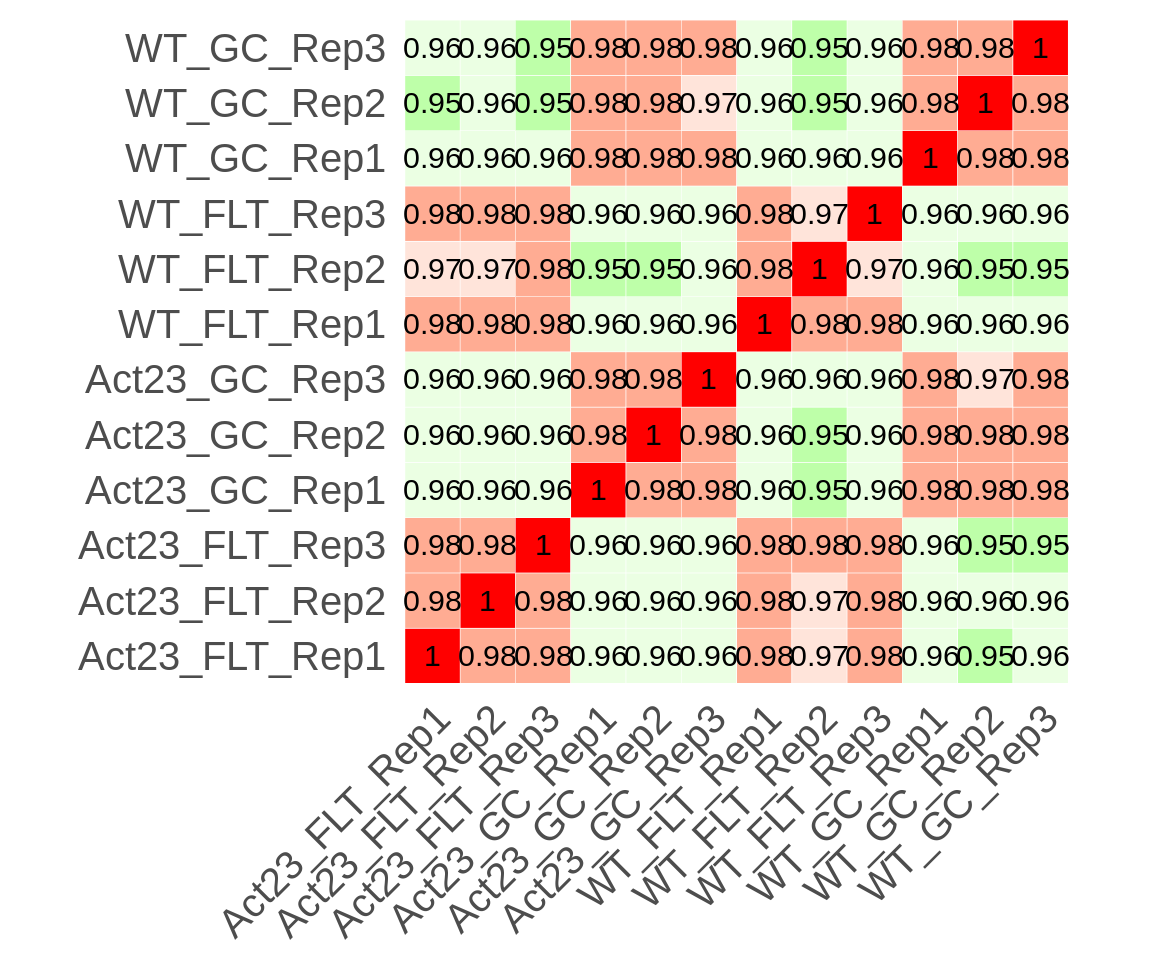 WT_GC_Rep3 0.96 0.96 0.95 0.98 0.98 0.98 0.96 0.95 0.96 0.98 0.98 1
WT_GC_Rep2 0.95 0.96 0.95 0.98 0.98 0.97 0.96 0.95 0.96 0.98 1 0.98
WT_GC_Rep1 0.96 0.96 0.96 0.98 0.98 0.98 0.96 0.96 0.96 1 0.98 0.98
WT_FLT_Rep3 0.98 0.98 0.98 0.96 0.96 0.96 0.98 0.97 1 0.96 0.96 0.96
WT_FLT_Rep2 0.97 0.97 0.98 0.95 0.95 0.96 0.98 1 0.97 0.96 0.95 0.95
WT_FLT_Rep1 0.98 0.98 0.98 0.96 0.96 0.96 1 0.98 0.98 0.96 0.96 0.96
Act23_GC_Rep3 0.96 0.96 0.96 0.98 0.98 1 0.96 0.96 0.96 0.98 0.97 0.98
Act23_GC_Rep2 0.96 0.96 0.96 0.98 1 0.98 0.96 0.95 0.96 0.98 0.98 0.98
Act23_GC_Rep1 0.96 0.96 0.96 1 0.98 0.98 0.96 0.95 0.96 0.98 0.98 0.98
Act23_FLT_Rep3 0.98 0.98 1 0.96 0.96 0.96 0.98 0.98 0.98 0.96 0.95 0.95
Act23_FLT_Rep2 0.98 1 0.98 0.96 0.96 0.96 0.98 0.97 0.98 0.96 0.96 0.96
Act23_FLT_Rep1 1 0.98 0.98 0.96 0.96 0.96 0.98 0.97 0.98 0.96 0.95 0.96
Act23_FLT_Rep1
Act23_FLT_Rep2
Act23_FLT_Rep3
Act23_GC_Rep1
Act23_GC_Rep2
Act23_GC_Rep3
WT_FLT_Rep1
WT_FLT_Rep2
WT_FLT_Rep3
WT_GC_Rep1
WT_GC_Rep2
WT_GC_Rep3